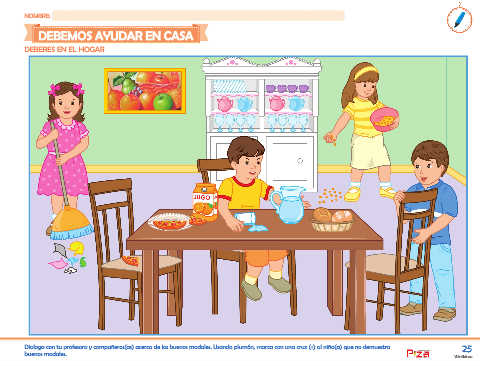 NOMBRE:
DEBEMOS AYUDAR EN CASA
DEBERES EN EL HOGAR
JUGO
Dialoga con tu profesora y compañeros(as) acerca de los buenos modales. Usando plumón, marca con una cruz (x) al niño(a) que no demuestra
buenos modales.
25